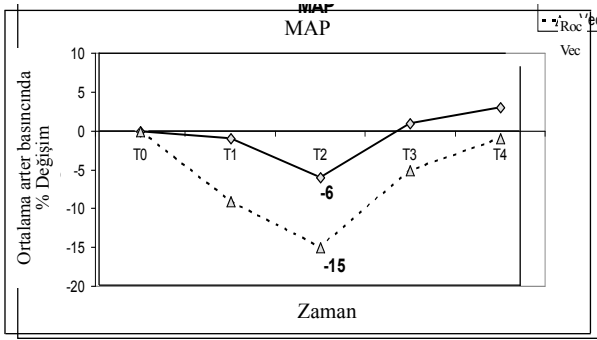 MAP
MAP
Roc
Vec
Ortalama arter basıncında
% Değişim
10
5
0
-5
-10
-15
-20
T0
T1
T2
T3
T4
-6
-15
Zaman